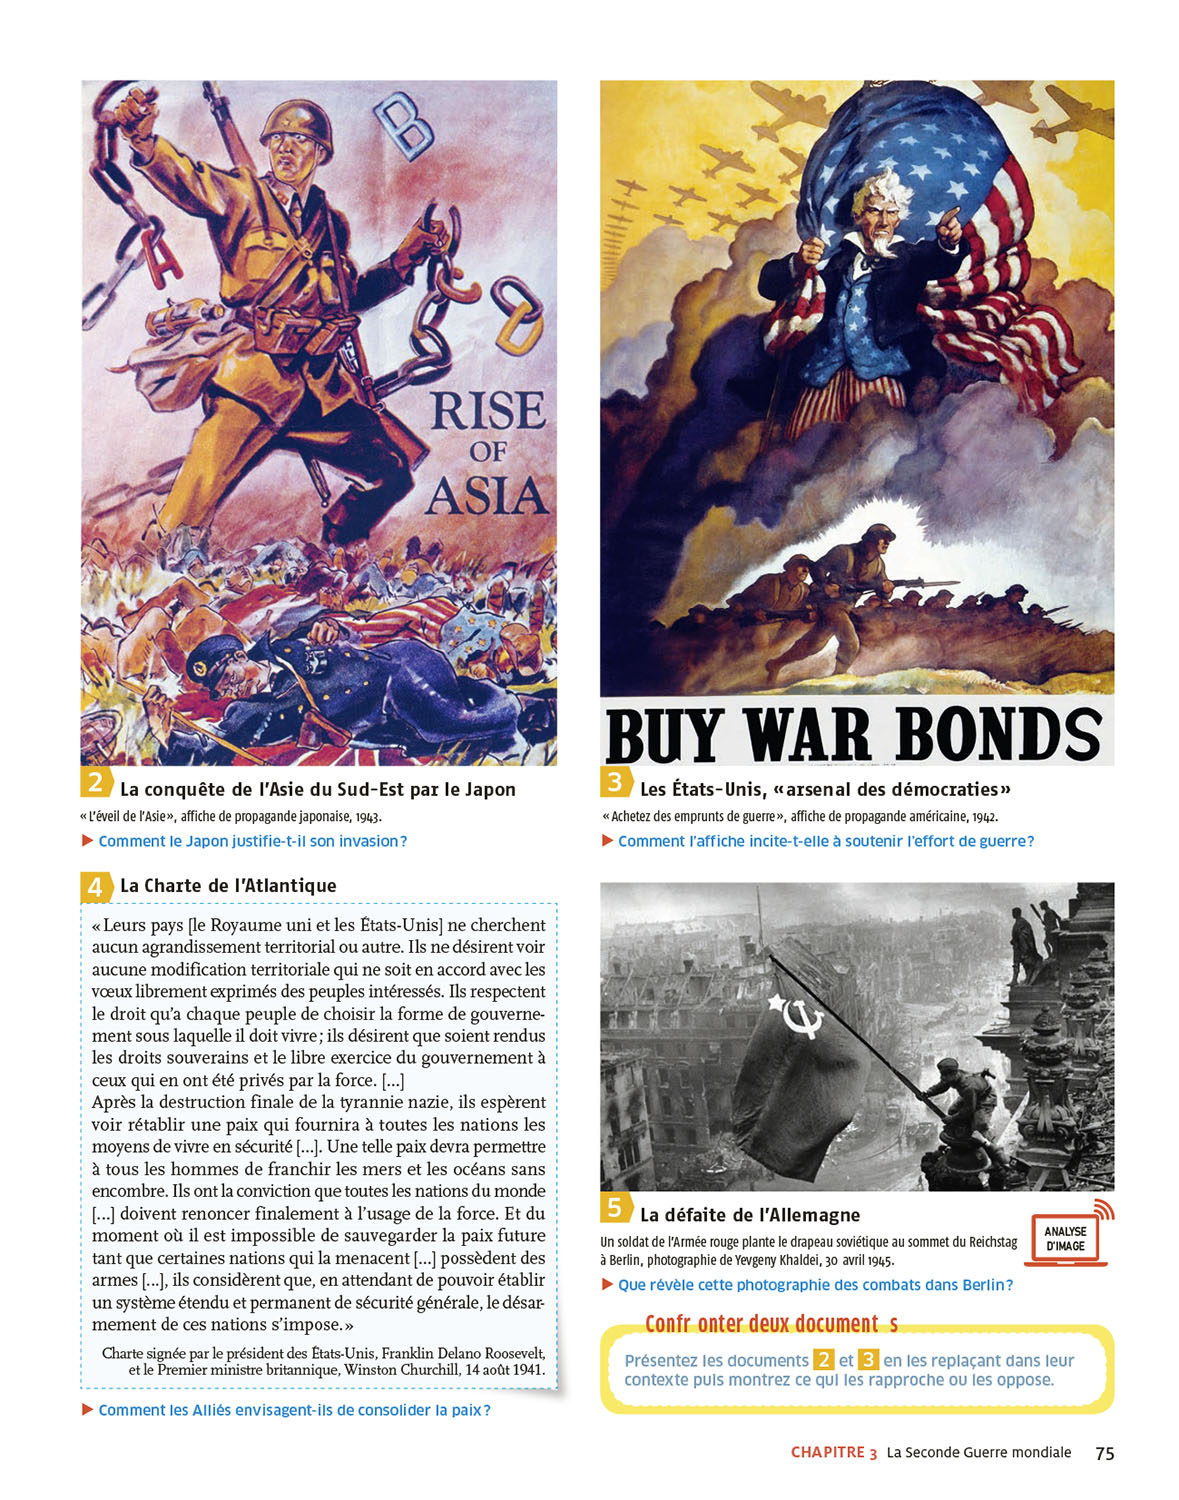 A
B
C
D
RISE
OF
ASIA
BUY WAR BONDS
2 La conquête de l’Asie du Sud-Est par le Japon
« L’éveil de l’Asie », affiche de propagande japonaise, 1943.
▶ Comment le Japon justifie-t-il son invasion ?
3 Les États-Unis, « arsenal des démocraties »
« Achetez des emprunts de guerre », affiche de propagande américaine, 1942.
▶ Comment l’affiche incite-t-elle à soutenir l’effort de guerre ?
4 La Charte de l’Atlantique
« Leurs pays [le Royaume uni et les États-Unis] ne cherchent
aucun agrandissement territorial ou autre. Ils ne désirent voir
aucune modification territoriale qui ne soit en accord avec les
vœux librement exprimés des peuples intéressés. Ils respectent
le droit qu’a chaque peuple de choisir la forme de gouverne-
ment sous laquelle il doit vivre ; ils désirent que soient rendus
les droits souverains et le libre exercice du gouvernement à
ceux qui en ont été privés par la force. [...]
Après la destruction finale de la tyrannie nazie, ils espèrent
voir rétablir une paix qui fournira à toutes les nations les
moyens de vivre en sécurité [...]. Une telle paix devra permettre
à tous les hommes de franchir les mers et les océans sans
encombre. Ils ont la conviction que toutes les nations du monde
[...] doivent renoncer finalement à l’usage de la force. Et du
moment où il est impossible de sauvegarder la paix future
tant que certaines nations qui la menacent [...] possèdent des
armes [...], ils considèrent que, en attendant de pouvoir établir
un système étendu et permanent de sécurité générale, le désar-
mement de ces nations s’impose. »
Charte signée par le président des États-Unis, Franklin Delano Roosevelt,
et le Premier ministre britannique, Winston Churchill, 14 août 1941.
▶ Comment les Alliés envisagent-ils de consolider la paix ?
5 La défaite de l’Allemagne
Un soldat de l’Armée rouge plante le drapeau soviétique au sommet du Reichstag
à Berlin, photographie de Yevgeny Khaldei, 30 avril 1945.
▶ Que révèle cette photographie des combats dans Berlin ?
ANALYSE
D’IMAGE
Confr onter deux document s
Présentez les documents 2 et 3 en les replaçant dans leur
contexte puis montrez ce qui les rapproche ou les oppose.
CHAPITRE 3 La Seconde Guerre mondiale 75